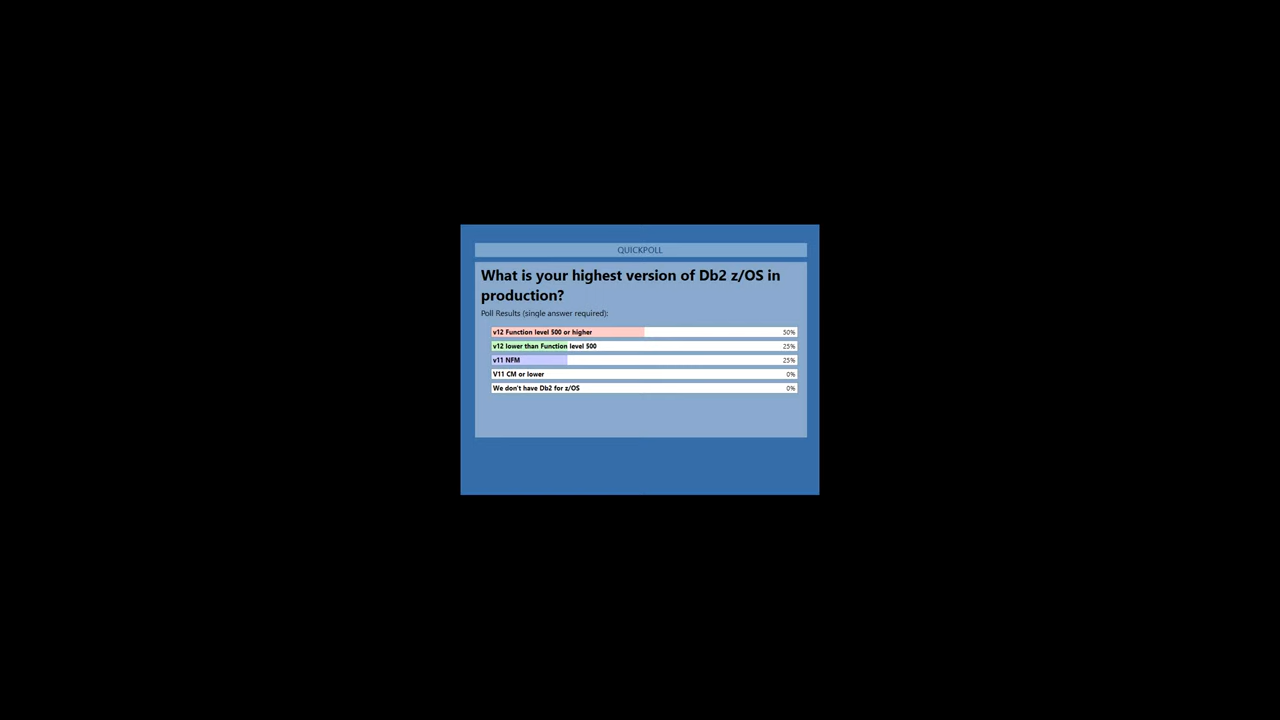 QUICKPOLL
What is your highest version of Db2 z/OS in
production?
Poll Results (single answer required):
v12 Function level 500 or higher 50%
v12 lower than Function level 500 25%
v11 NFM 25%
V11 CM or lower 0%
We don't have Db2 for z/OS 0%